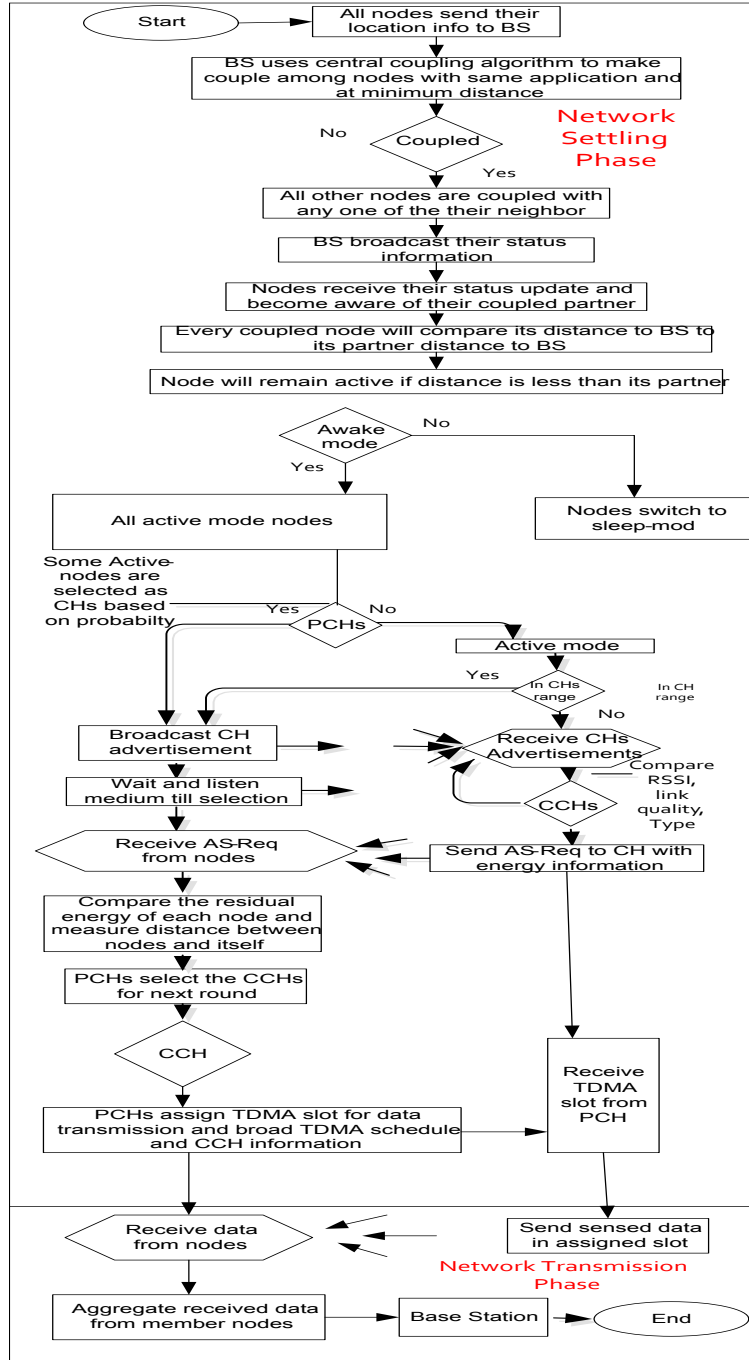 Start
All nodes send their
location info to BS
BS uses central coupling algorithm to make
couple among nodes with same application and
at minimum distance
Network
Settling
Phase
No
Coupled
Yes
All other nodes are coupled with
any one of the their neighbor
BS broadcast their status
information
Nodes receive their status update and
become aware of their coupled partner
Every coupled node will compare its distance to BS to
its partner distance to BS
Node will remain active if distance is less than its partner
Awake
mode
No
Yes
All active mode nodes
Nodes switch to
sleep-mod
Some Active-
nodes are
selected as
CHs based
on probabilty
Yes
No
PCHs
Active mode
Yes
In CHs
range
In CH
range
No
Broadcast CH
advertisement
Receive CHs
Advertisements
Compare
RSSI,
link
quality,
Type
Wait and listen
medium till selection
CCHs
Receive AS-Req
from nodes
Send AS-Req to CH with
energy information
Compare the residual
energy of each node and
measure distance between
nodes and itself
PCHs select the CCHs
for next round
CCH
Receive
TDMA
slot from
PCH
PCHs assign TDMA slot for data
transmission and broad TDMA schedule
and CCH information
Receive data
from nodes
Send sensed data
in assigned slot
Network Transmission
Phase
Aggregate received data
from member nodes
Base Station
End